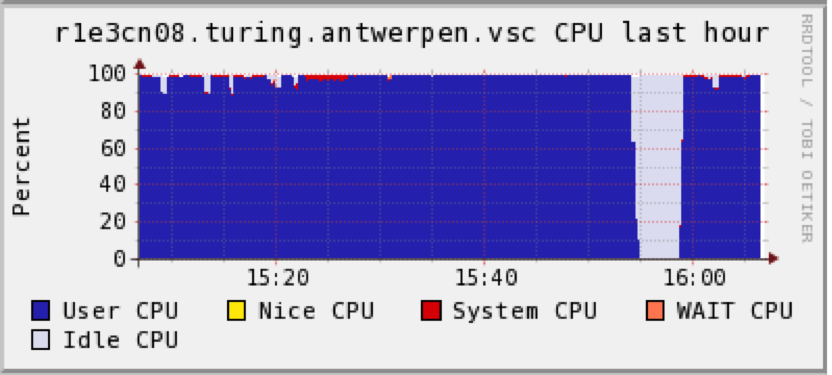 r1e3cn08.turing.antwerpen.vsc CPU last hour
RRDTOOL / TOBI OETIKER
Percent
100
80
60
40
20
0
15:20 15:40 16:00
User CPU Nice CPU System CPU WAIT CPU
Idle CPU